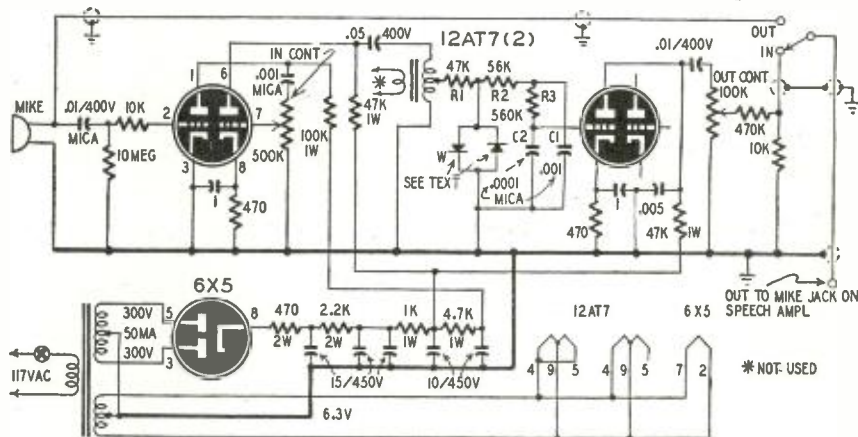 OUT
.05
400V
12AT7(2)
IN
IN CONT
.01/400V
1
6
.001
MICA
47K
56K
OUT CONT
MIKE
.01/400V
10K
*
R1
R2
R3
100K
2
7
47K
1W
560K
470K
MICA
500K
100K
1W
C2
C1
10K
10MEG
3
8
W
SEE TEXT
.0001
MICA
.001
1
470
470
1
.005
47K
1W
6X5
OUT TO MIKE JACK ON
SPEECH AMPL
300V
5
8
470
2.2K
1K
4.7K
12AT7
6X5
50MA
2W
2W
1W
1W
300V
3
4
9
5
4
9
5
7
2
* NOT USED
117VAC
15/450V
10/450V
6.3V